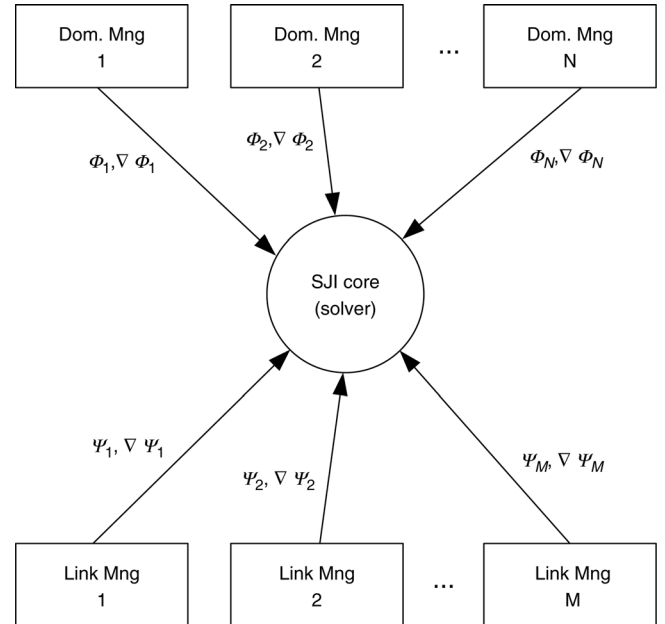 Dom. Mng
1
Dom. Mng
2
...
Dom. Mng
N
Φ1,∇ Φ1
Φ2,∇ Φ2
ΦN,∇ ΦN
SJI core
(solver)
Ψ1, ∇ Ψ1
Ψ2, ∇ Ψ2
ΨM, ∇ ΨM
Link Mng
1
Link Mng
2
...
Link Mng
M